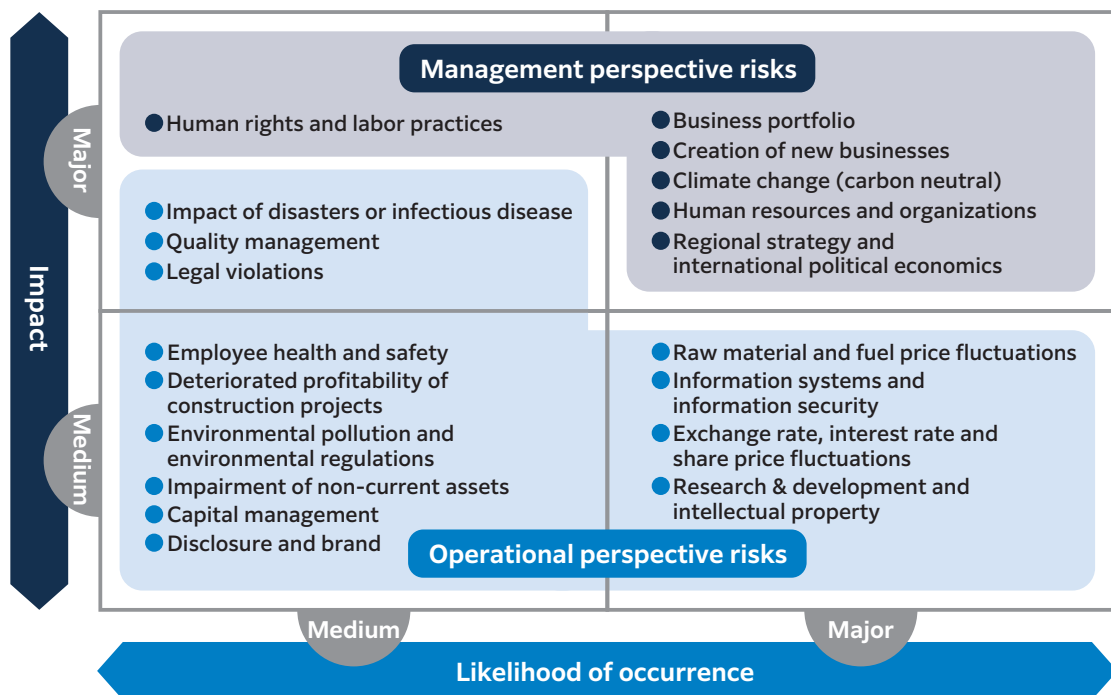 Impact
Major
Medium
Management perspective risks
Human rights and labor practices
Business portfolio
Creation of new businesses
Climate change (carbon neutral)
Human resources and organizations
Regional strategy and
international political economics
Impact of disasters or infectious disease
Quality management
Legal violations
Employee health and safety
Deteriorated profitability of
construction projects
Environmental pollution and
environmental regulations
Impairment of non-current assets
Capital management
Disclosure and brand
Raw material and fuel price fluctuations
Information systems and
information security
Exchange rate, interest rate and
share price fluctuations
Research & development and
intellectual property
Operational perspective risks
Medium
Major
Likelihood of occurrence